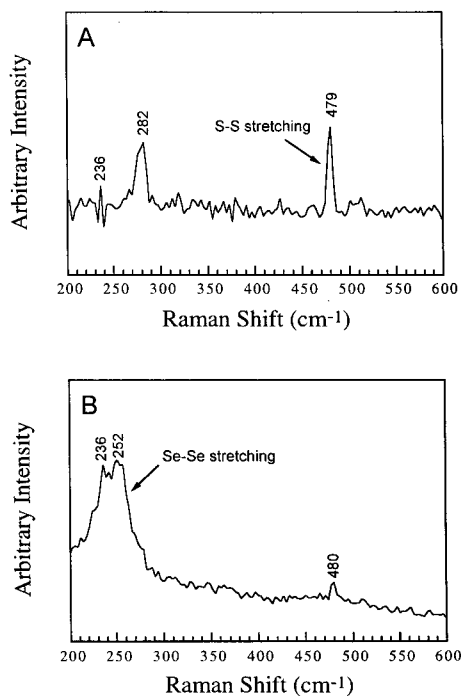 A
Arbitrary Intensity
236
282
S-S stretching
479
200 250 300 350 400 450 500 550 600
Raman Shift (cm-1)
B
Arbitrary Intensity
236
252
Se-Se stretching
480
200 250 300 350 400 450 500 550 600
Raman Shift (cm-1)